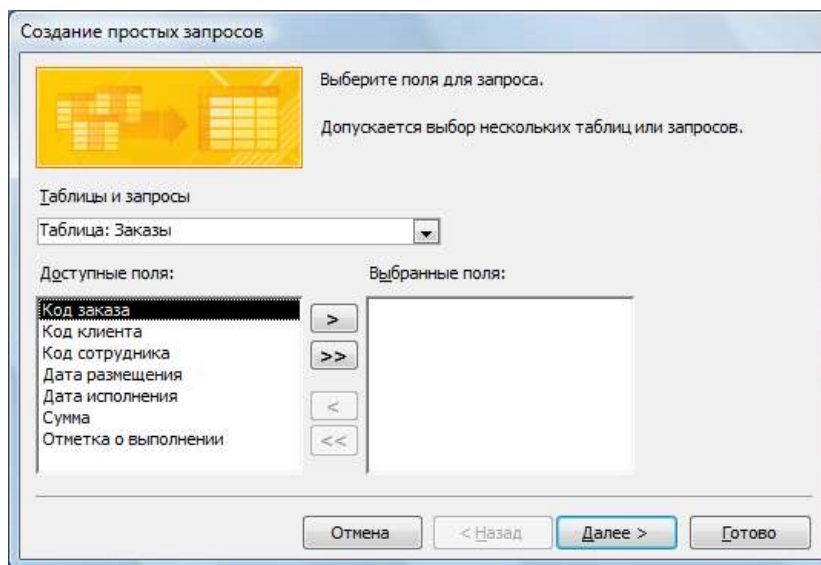 Создание простых запросов
Выберите поля для запроса.
Допускается выбор нескольких таблиц или запросов.
Таблицы и запросы
Таблица: Заказы
Доступные поля:
Выбранные поля:
Код заказа
Код клиента
Код сотрудника
Дата размещения
Дата исполнения
Сумма
Отметка о выполнении
>
>>
<
<<
Отмена < Назад Далее > Готово